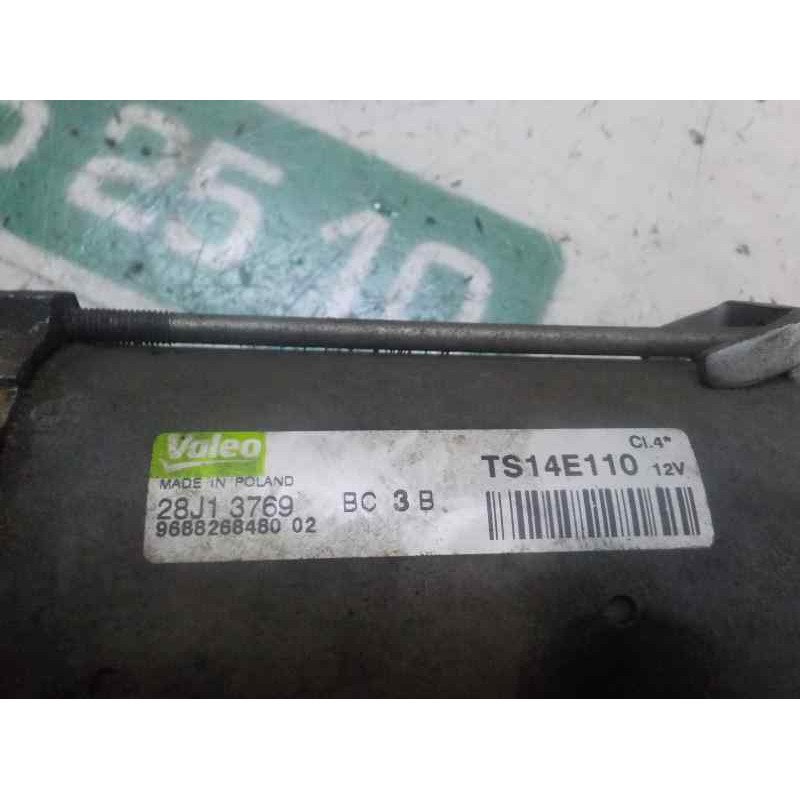 25 10
Valeo
MADE IN POLAND
28J1 3769
9688268480 02
BC 3 B
Cl.4*
TS14E110 12V